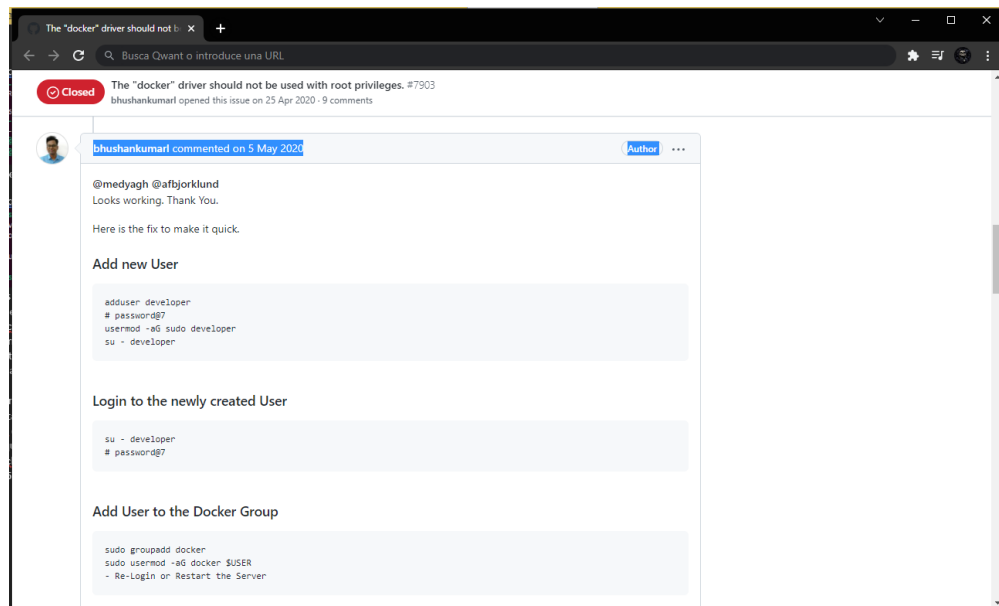 The "docker" driver should not b
Busca Qwant o introduce una URL
Closed
The "docker" driver should not be used with root privileges. #7903
bhushankumarl opened this issue on 25 Apr 2020 · 9 comments
bhushankumarl commented on 5 May 2020
Author
@medyagh @afbjorklund
Looks working. Thank You.
Here is the fix to make it quick.
Add new User
adduser developer
# password@7
usermod -aG sudo developer
su - developer
Login to the newly created User
su - developer
# password@7
Add User to the Docker Group
sudo groupadd docker
sudo usermod -aG docker $USER
- Re-Login or Restart the Server